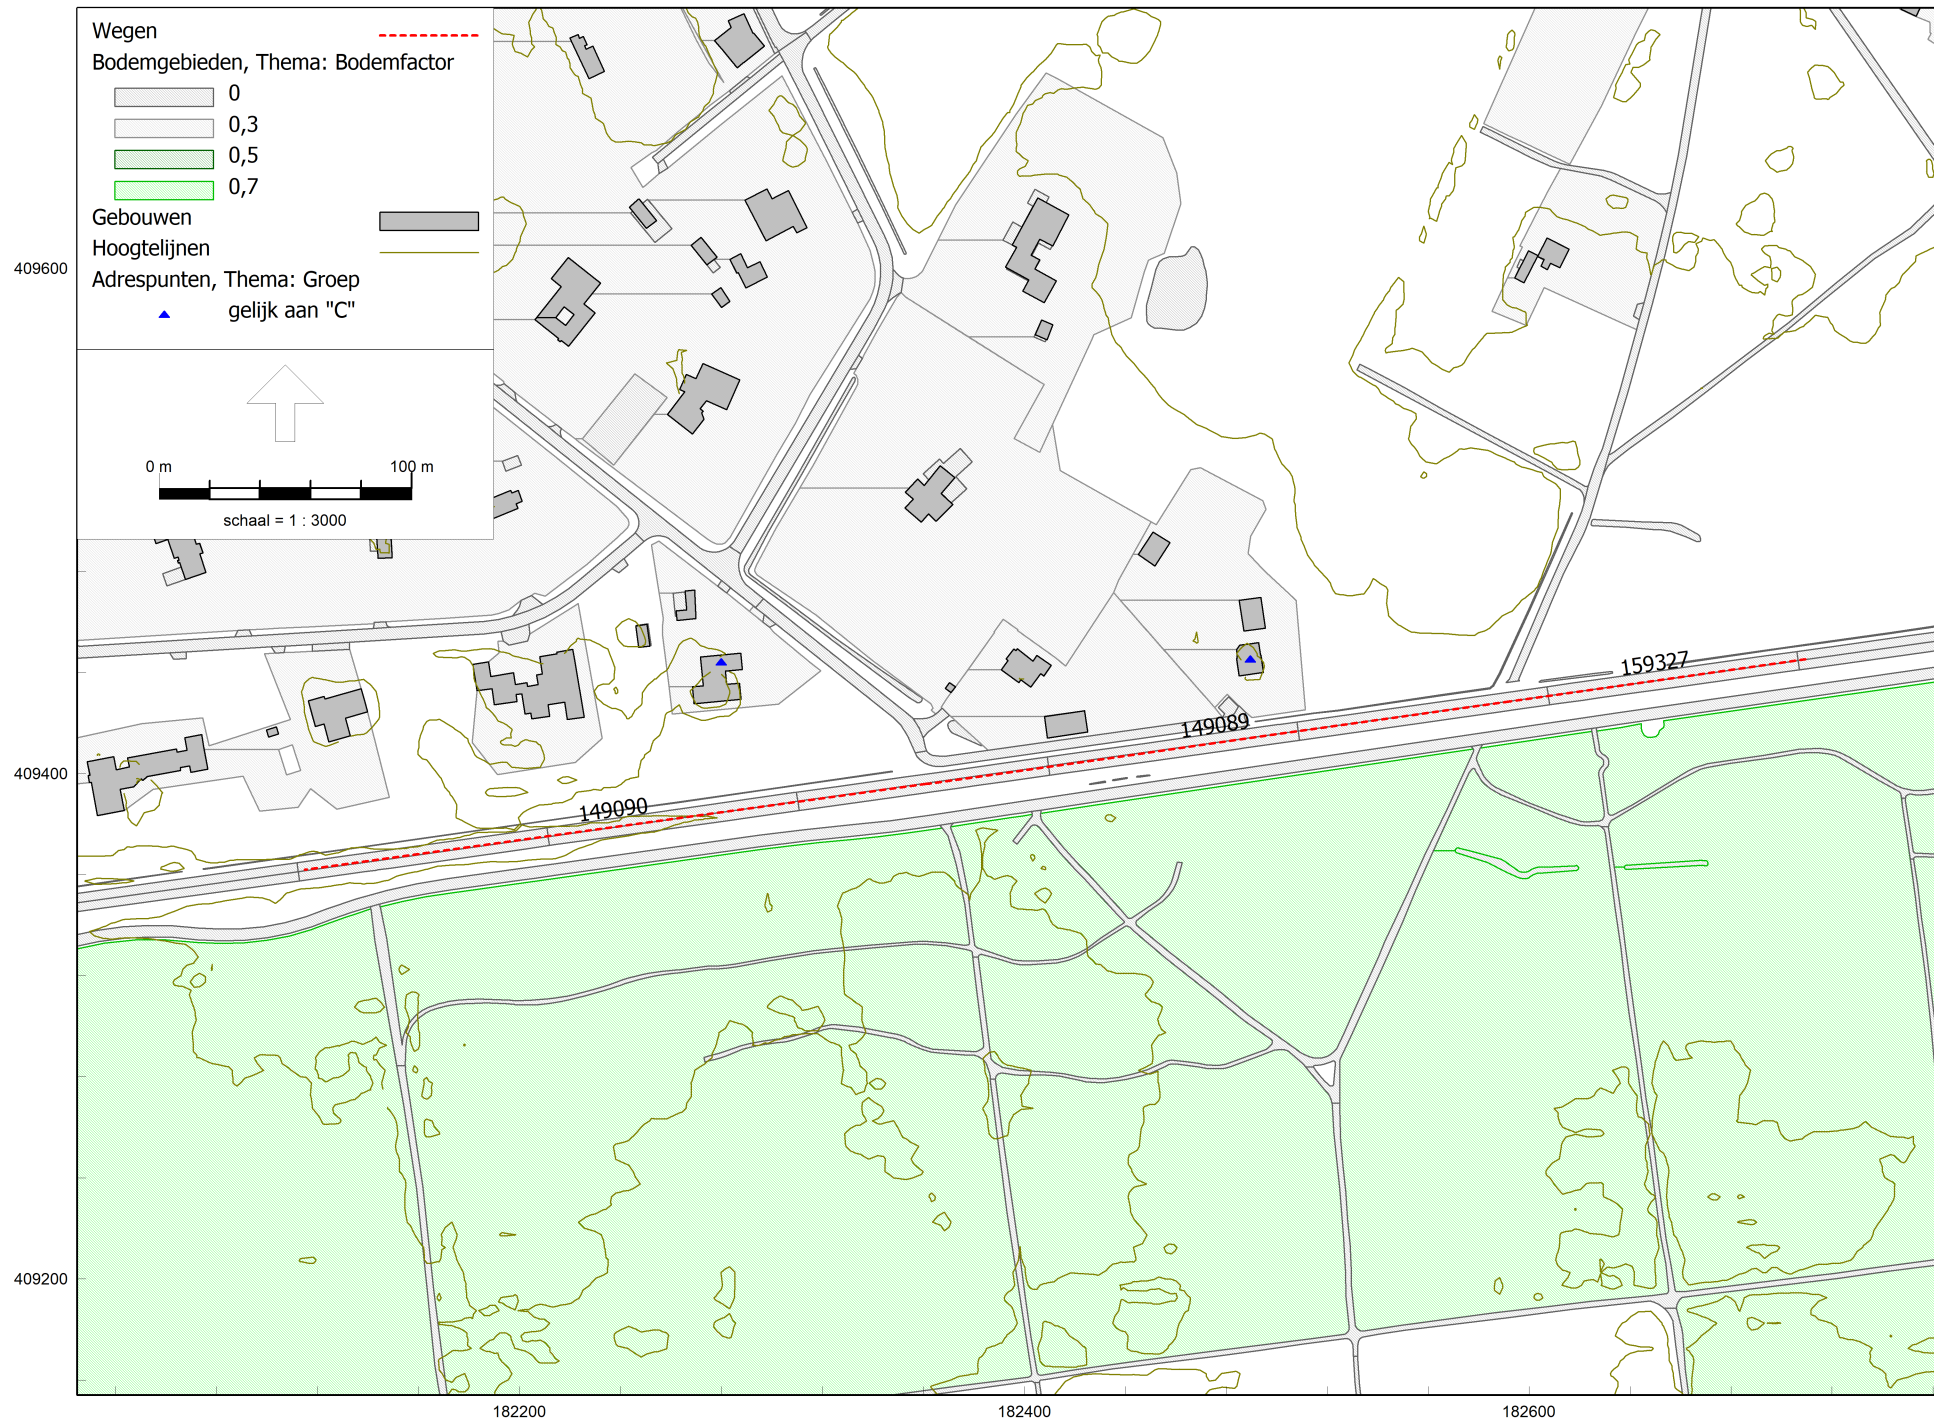 Wegen
Bodemgebieden, Thema: Bodemfactor
0
0,3
0,5
0,7
Gebouwen
Hoogtelijnen
Adrespunten, Thema: Groep
gelijk aan "C"
0 m 100 m
schaal = 1 : 3000
409600
409400
409200
182200 182400 182600
159327
149089
149090